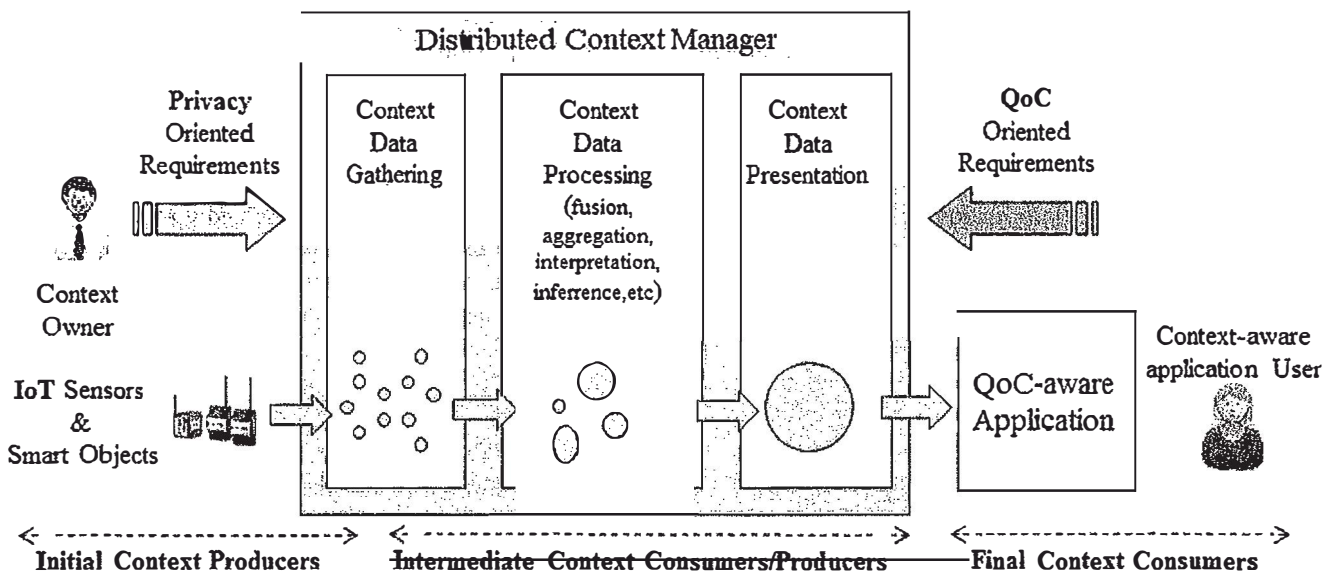 Distributed Context Manager
Privacy
Oriented
Requirements
Context
Data
Gathering
Context
Data
Processing
(fusion,
aggregation,
interpretation,
inferrence,etc)
Context
Data
Presentation
QoC
Oriented
Requirements
Context
Owner
IoT Sensors
&
Smart Objects
QoC-aware
Application
Context-aware
application User
Initial Context Producers
Intermediate Context Consumers/Producers
Final Context Consumers